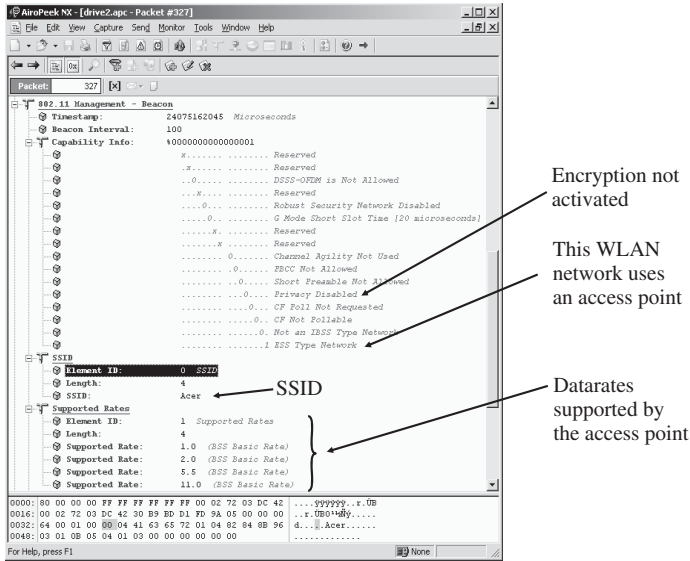 AiroPeek NX - [drive2.apc - Packet #327]
File Edit View Capture Send Monitor Tools Window Help
Packet: 327
802.11 Management - Beacon
Timestamp: 24075162045 Microseconds
Beacon Interval: 100
Capability Info: %0000000000000001
x....... ........ Reserved
.x...... ........ Reserved
..0..... ........ DSSS-OFDM is Not Allowed
...x.... ........ Reserved
....0... ........ Robust Security Network Disabled
.....0.. ........ G Mode Short Slot Time [20 microseconds]
......x. ........ Reserved
.......x ........ Reserved
........ 0....... Channel Agility Not Used
........ .0...... PBCC Not Allowed
........ ..0..... Short Preamble Not Allowed
........ ...0.... Privacy Disabled
........ ....0... CF Poll Not Requested
........ .....0.. CF Not Pollable
........ ......0. Not an IBSS Type Network
........ .......1 ESS Type Network
SSID
Element ID: 0 SSID
Length: 4
SSID: Acer
Supported Rates
Element ID: 1 Supported Rates
Length: 4
Supported Rate: 1.0 (BSS Basic Rate)
Supported Rate: 2.0 (BSS Basic Rate)
Supported Rate: 5.5 (BSS Basic Rate)
Supported Rate: 11.0 (BSS Basic Rate)
0000: 80 00 00 00 FF FF FF FF FF FF 00 02 72 03 DC 42 ....ÿÿÿÿÿÿ..r.ÜB
0016: 00 02 72 03 DC 42 30 B9 BD D1 FD 9A 05 00 00 00 ..r.ÜB0¹½Ñý.....
0032: 64 00 01 00 00 04 41 63 65 72 01 04 82 84 8B 96 d.....Acer......
0048: 03 01 0B 05 04 01 03 00 00 00 00 00 00 .............
For Help, press F1
None
Encryption not
activated
This WLAN
network uses
an access point
SSID
Datarates
supported by
the access point